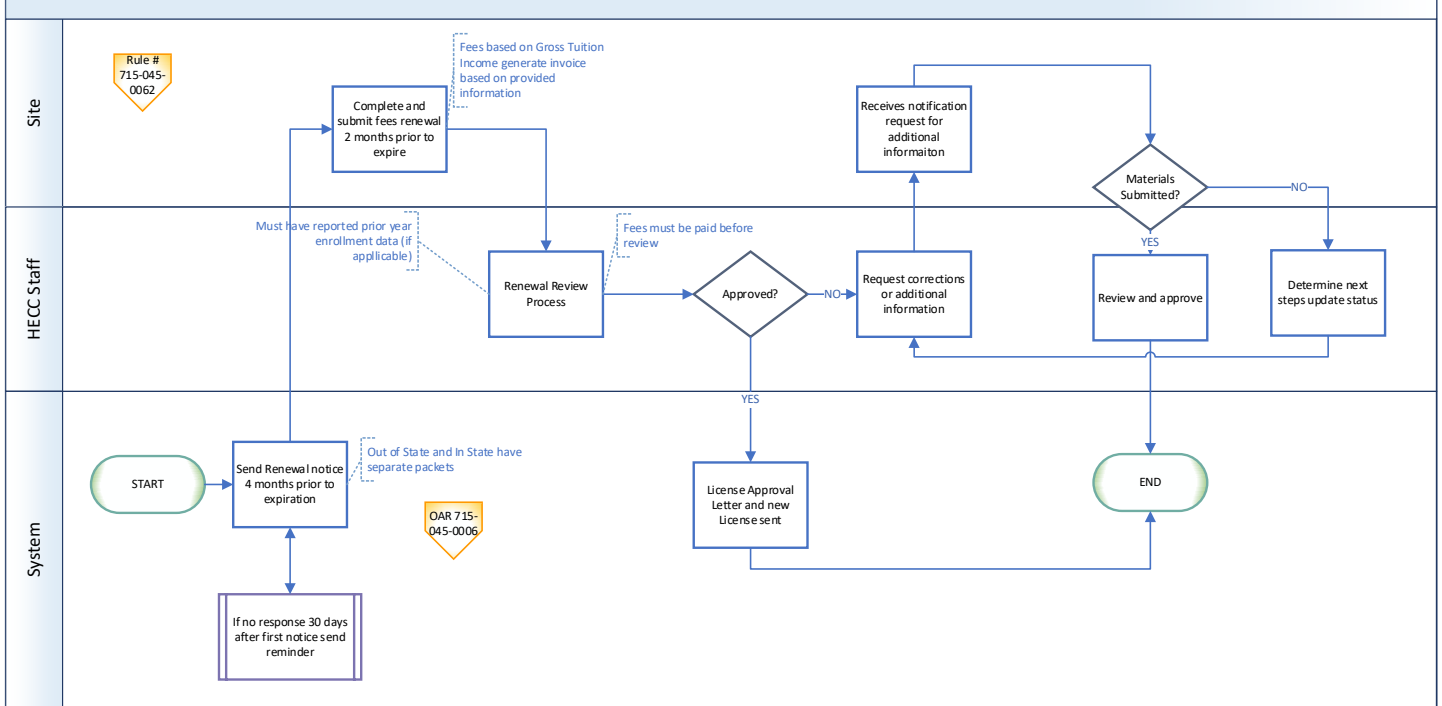 Site
Rule #
715-045-
0062
Complete and
submit fees renewal
2 months prior to
expire
Fees based on Gross Tuition
Income generate invoice
based on provided
information
Receives notification
request for
additional
informaiton
Materials
Submitted?
NO
YES
HECC Staff
Must have reported prior year
enrollment data (if
appllicable)
Renewal Review
Process
Fees must be paid before
review
Approved?
NO
Request corrections
or additional
information
Review and approve
Determine next
steps update status
YES
System
START
Send Renewal notice
4 months prior to
expiration
Out of State and In State have
separate packets
OAR 715-
045-0006
License Approval
Letter and new
License sent
END
If no response 30 days
after first notice send
reminder